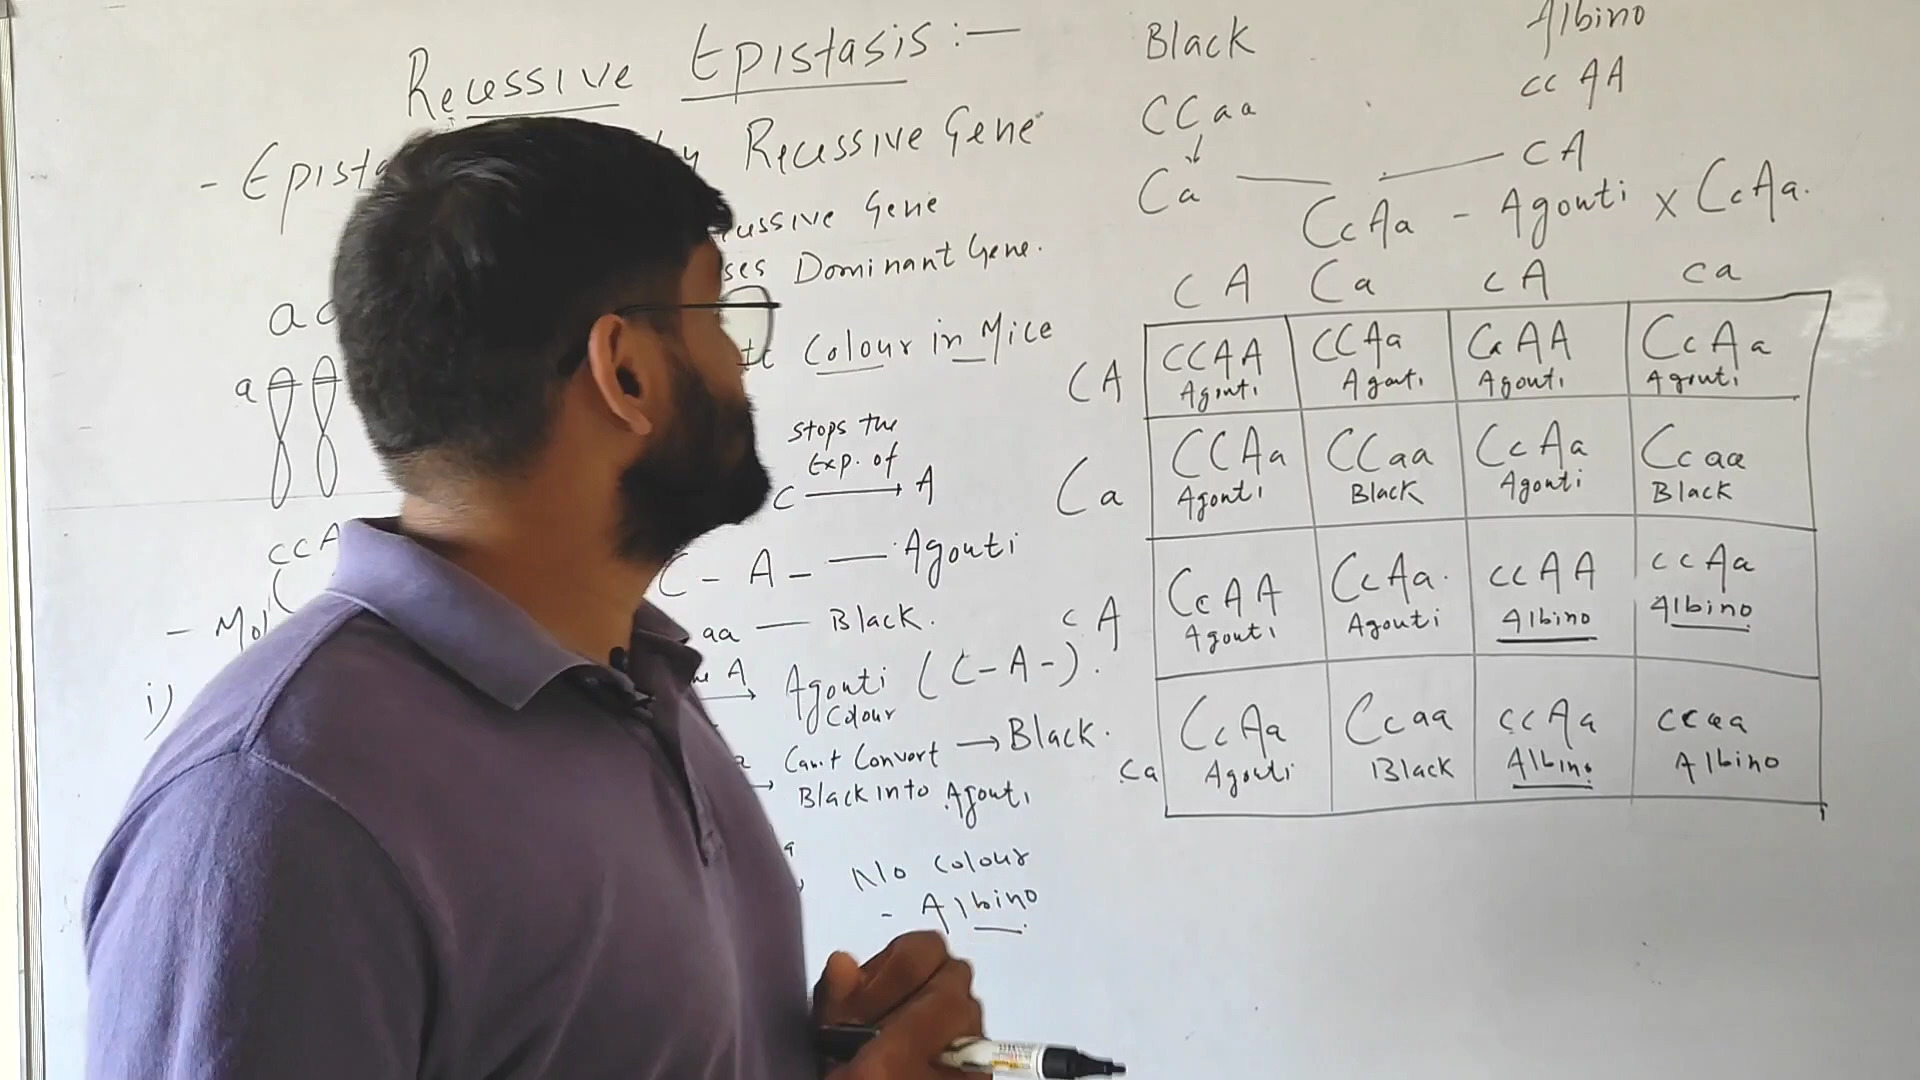 Recessive Epistasis :—
- Epista by Recessive Gene
Gene
Dominant Gene.
Colour in Mice
a
a
Stops the
Exp. of
c → A
C - A - — Agouti
aa — Black.
A → Agouti (C-A-).
Colour
Can't Convert → Black.
Black into Agouti
No Colour
- Albino
ccA
- Mol
i)
Black Albino
CCaa ccAA
Ca cA
CcAa - Agouti x CcAa.
CA Ca cA ca
CA CCAA CCAa CcAA CcAa
Agouti Agouti Agouti Agouti
Ca CCAa CCaa CcAa Ccaa
Agouti Black Agouti Black
cA CcAA CcAa. ccAA ccAa
Agouti Agouti Albino Albino
ca CcAa Ccaa ccAa ccaa
Agouti Black Albino Albino